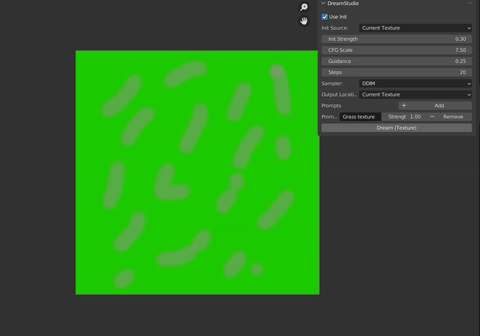 DreamStudio
Use Init
Init Source: Current Texture
Init Strength 0.30
CFG Scale 7.50
Guidance 0.25
Steps 20
Sampler: DDIM
Output Locati.. Current Texture
Prompts + Add
Prom.. Grass texture Strengt 1.00 − Remove
Dream (Texture)